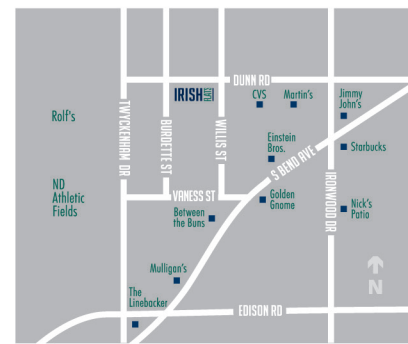 DUNN RD
IRISH FLATS
CVS
Martin's
Jimmy
John's
Rolf's
TWYCKENHAM DR
BURDETTE ST
WILLIS ST
Einstein
Bros.
S BEND AVE
Starbucks
IRONWOOD DR
ND
Athletic
Fields
VANESS ST
Golden
Gnome
Nick's
Patio
Between
the Buns
Mulligan's
N
The
Linebacker
EDISON RD